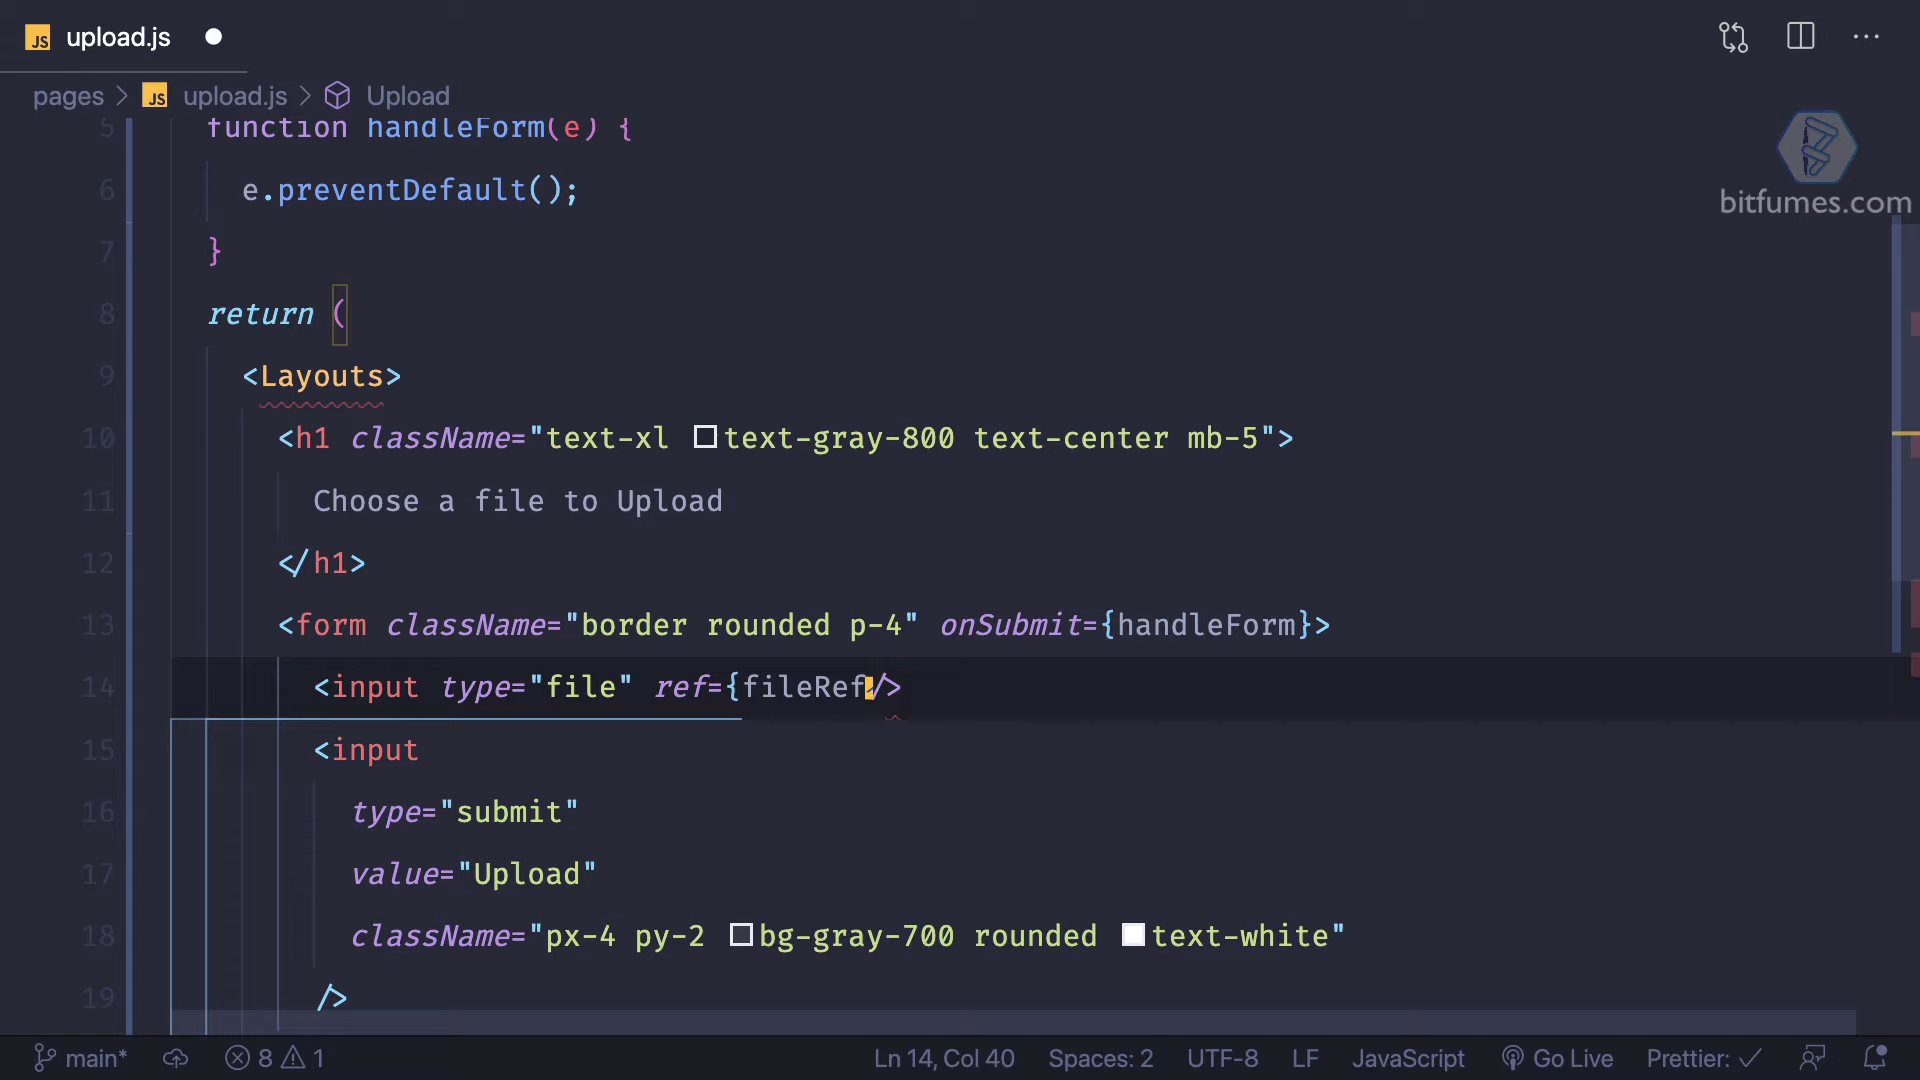 JS upload.js
pages > JS upload.js > Upload
bitfumes.com
5 function handleForm(e) {
6 e.preventDefault();
7 }
8 return (
9 <Layouts>
10 <h1 className="text-xl text-gray-800 text-center mb-5">
11 Choose a file to Upload
12 </h1>
13 <form className="border rounded p-4" onSubmit={handleForm}>
14 <input type="file" ref={fileRef/>
15 <input
16 type="submit"
17 value="Upload"
18 className="px-4 py-2 bg-gray-700 rounded text-white"
19 />
main* 8 1 Ln 14, Col 40 Spaces: 2 UTF-8 LF JavaScript Go Live Prettier: ✓